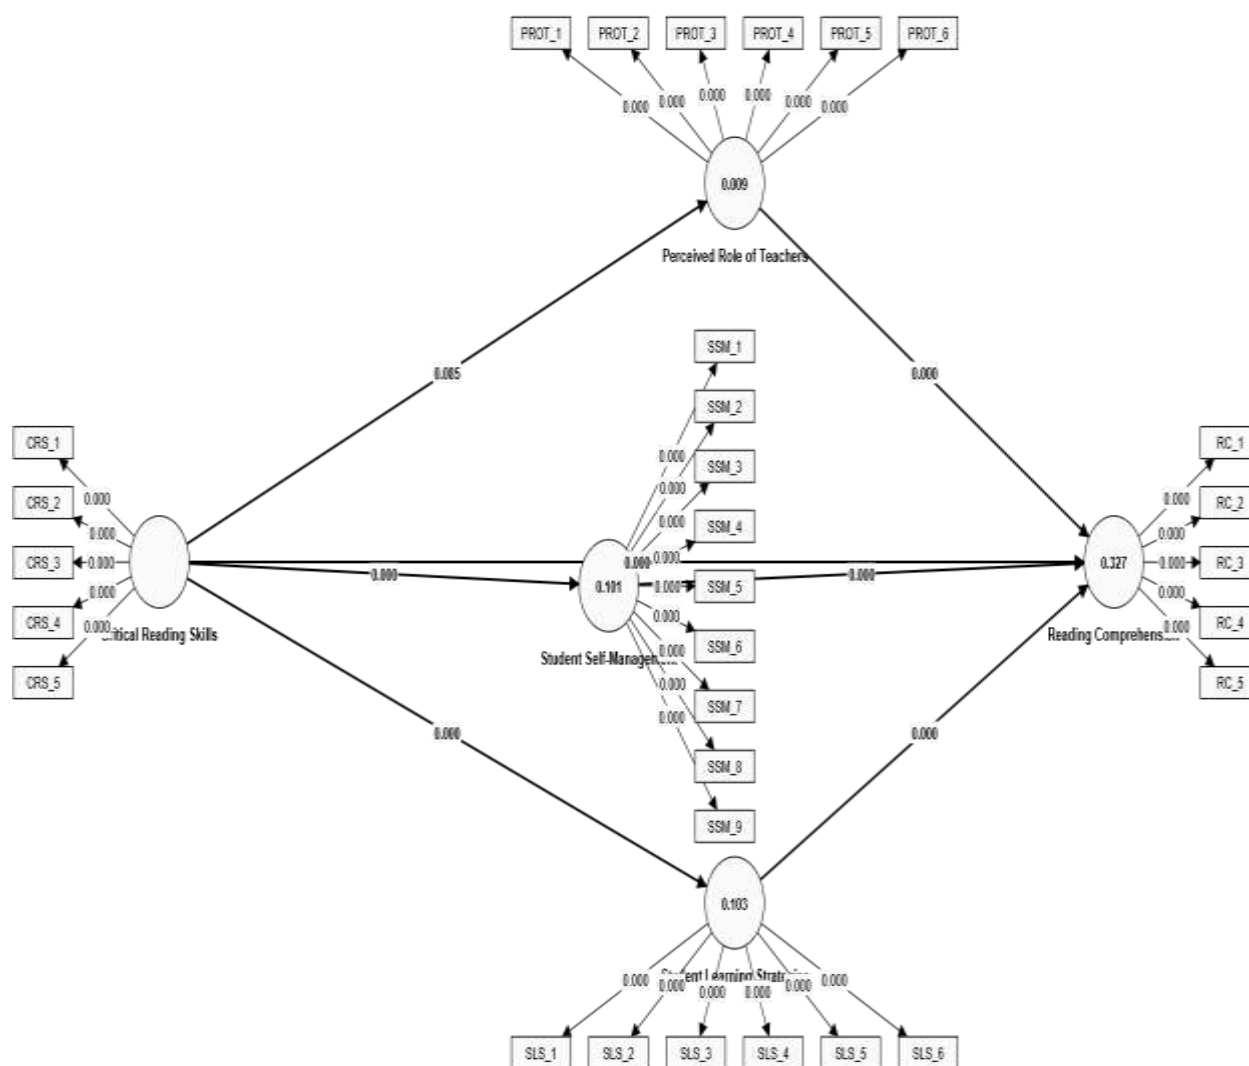 PROT_1 PROT_2 PROT_3 PROT_4 PROT_5 PROT_6
0.000 0.000 0.000 0.000 0.000 0.000
0.009
Perceived Role of Teachers
SSM_1
0.085
0.000
SSM_2
CRS_1
RC_1
0.000
SSM_3
0.000
0.000
0.000
CRS_2
RC_2
0.000
SSM_4
0.000
0.000
CRS_3
0.000
0.000
0.000
0.000
RC_3
0.327
0.000
0.101
0.000
SSM_5
0.000
0.000
CRS_4
0.000
RC_4
0.000
0.000
0.000
Critical Reading Skills
SSM_6
Reading Comprehension
Student Self-Management
0.000
CRS_5
RC_5
0.000
SSM_7
0.000
0.000
0.000
SSM_8
SSM_9
0.103
Student Learning Strategies
0.000 0.000 0.000 0.000 0.000 0.000
SLS_1 SLS_2 SLS_3 SLS_4 SLS_5 SLS_6